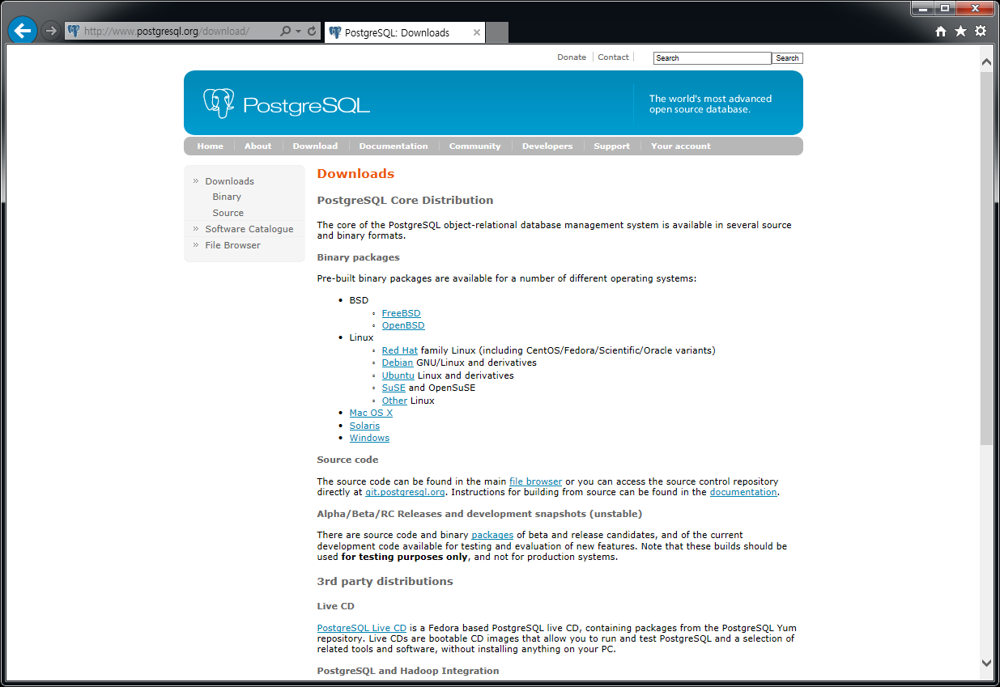 http://www.postgresql.org/download/
PostgreSQL: Downloads
Donate Contact Search Search
PostgreSQL
The world's most advanced
open source database.
Home About Download Documentation Community Developers Support Your account
» Downloads
Binary
Source
» Software Catalogue
» File Browser
Downloads
PostgreSQL Core Distribution
The core of the PostgreSQL object-relational database management system is available in several source
and binary formats.
Binary packages
Pre-built binary packages are available for a number of different operating systems:
• BSD
◦ FreeBSD
◦ OpenBSD
• Linux
◦ Red Hat family Linux (including CentOS/Fedora/Scientific/Oracle variants)
◦ Debian GNU/Linux and derivatives
◦ Ubuntu Linux and derivatives
◦ SuSE and OpenSuSE
◦ Other Linux
• Mac OS X
• Solaris
• Windows
Source code
The source code can be found in the main file browser or you can access the source control repository
directly at git.postgresql.org. Instructions for building from source can be found in the documentation.
Alpha/Beta/RC Releases and development snapshots (unstable)
There are source code and binary packages of beta and release candidates, and of the current
development code available for testing and evaluation of new features. Note that these builds should be
used for testing purposes only, and not for production systems.
3rd party distributions
Live CD
PostgreSQL Live CD is a Fedora based PostgreSQL live CD, containing packages from the PostgreSQL Yum
repository. Live CDs are bootable CD images that allow you to run and test PostgreSQL and a selection of
related tools and software, without installing anything on your PC.
PostgreSQL and Hadoop Integration